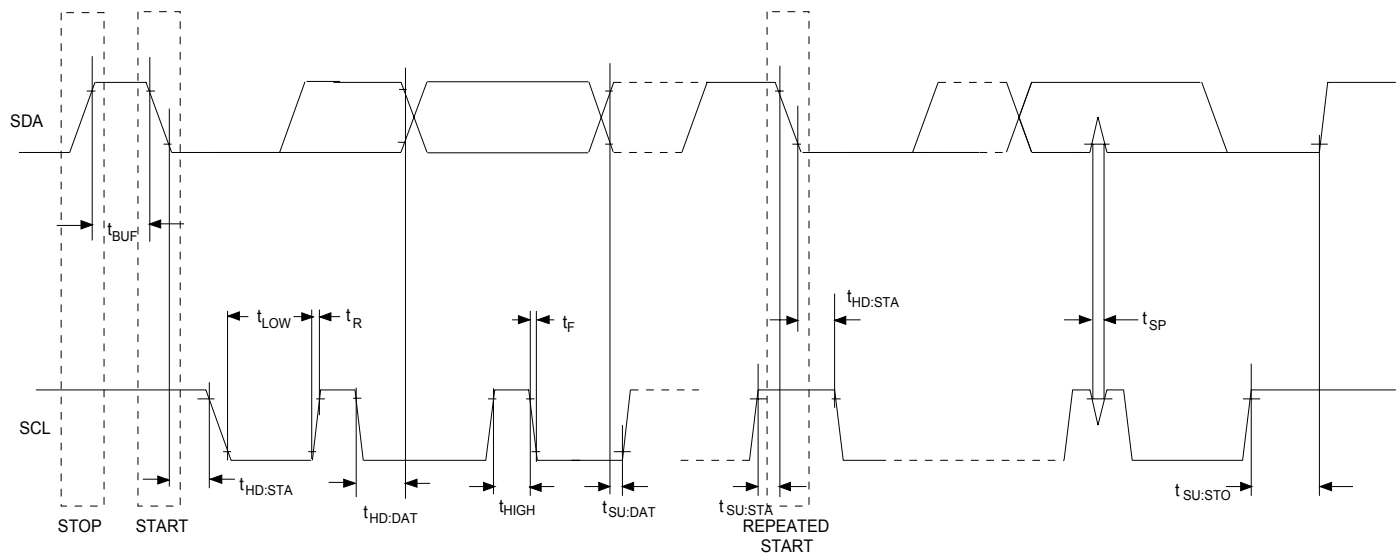 SDA
tBUF
tLOW
tR
tF
tHD:STA
tSP
SCL
tHD:STA
tHD:DAT
tHIGH
tSU:DAT
tSU:STA
tSU:STO
STOP
START
REPEATED
START